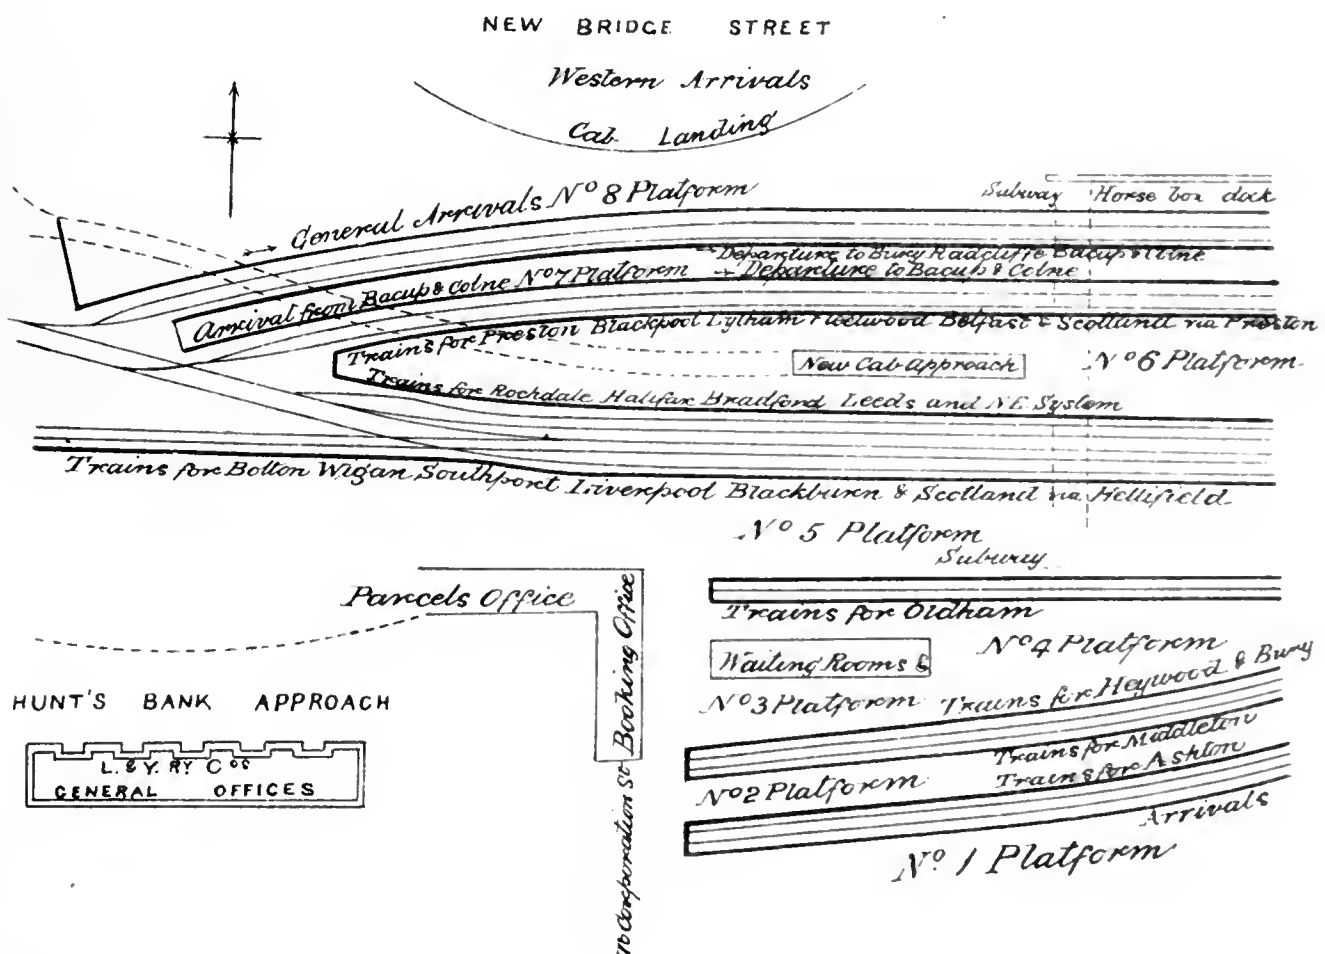 NEW BRIDGE STREET
Western Arrivals
Cab Landing
General Arrivals No 8 Platform
Subway
Horse box dock
Departure to Bury Radcliffe Bacup & Colne
Arrival from Bacup & Colne No 7 Platform
Departure to Bacup & Colne
Trains for Preston Blackpool Lytham Fleetwood Belfast & Scotland via Preston
New Cab Approach
No 6 Platform
Trains for Rochdale Halifax Bradford Leeds and N E System
Trains for Bolton Wigan Southport Liverpool Blackburn & Scotland via Hellifield
No 5 Platform
Subway
Parcels Office
Booking Office
Trains for Oldham
No 4 Platform
Waiting Rooms &
No 3 Platform
Trains for Heywood & Bury
HUNT'S BANK APPROACH
L. & Y. RY COS
GENERAL OFFICES
Trains for Middleton
No 2 Platform
Trains for Ashton
Arrivals
No. 1 Platform
To Corporation St